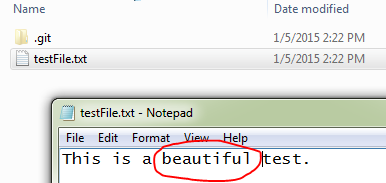 Name Date modified
.git 1/5/2015 2:22 PM
testFile.txt 1/5/2015 2:22 PM
testFile.txt - Notepad
File Edit Format View Help
This is a beautiful test.